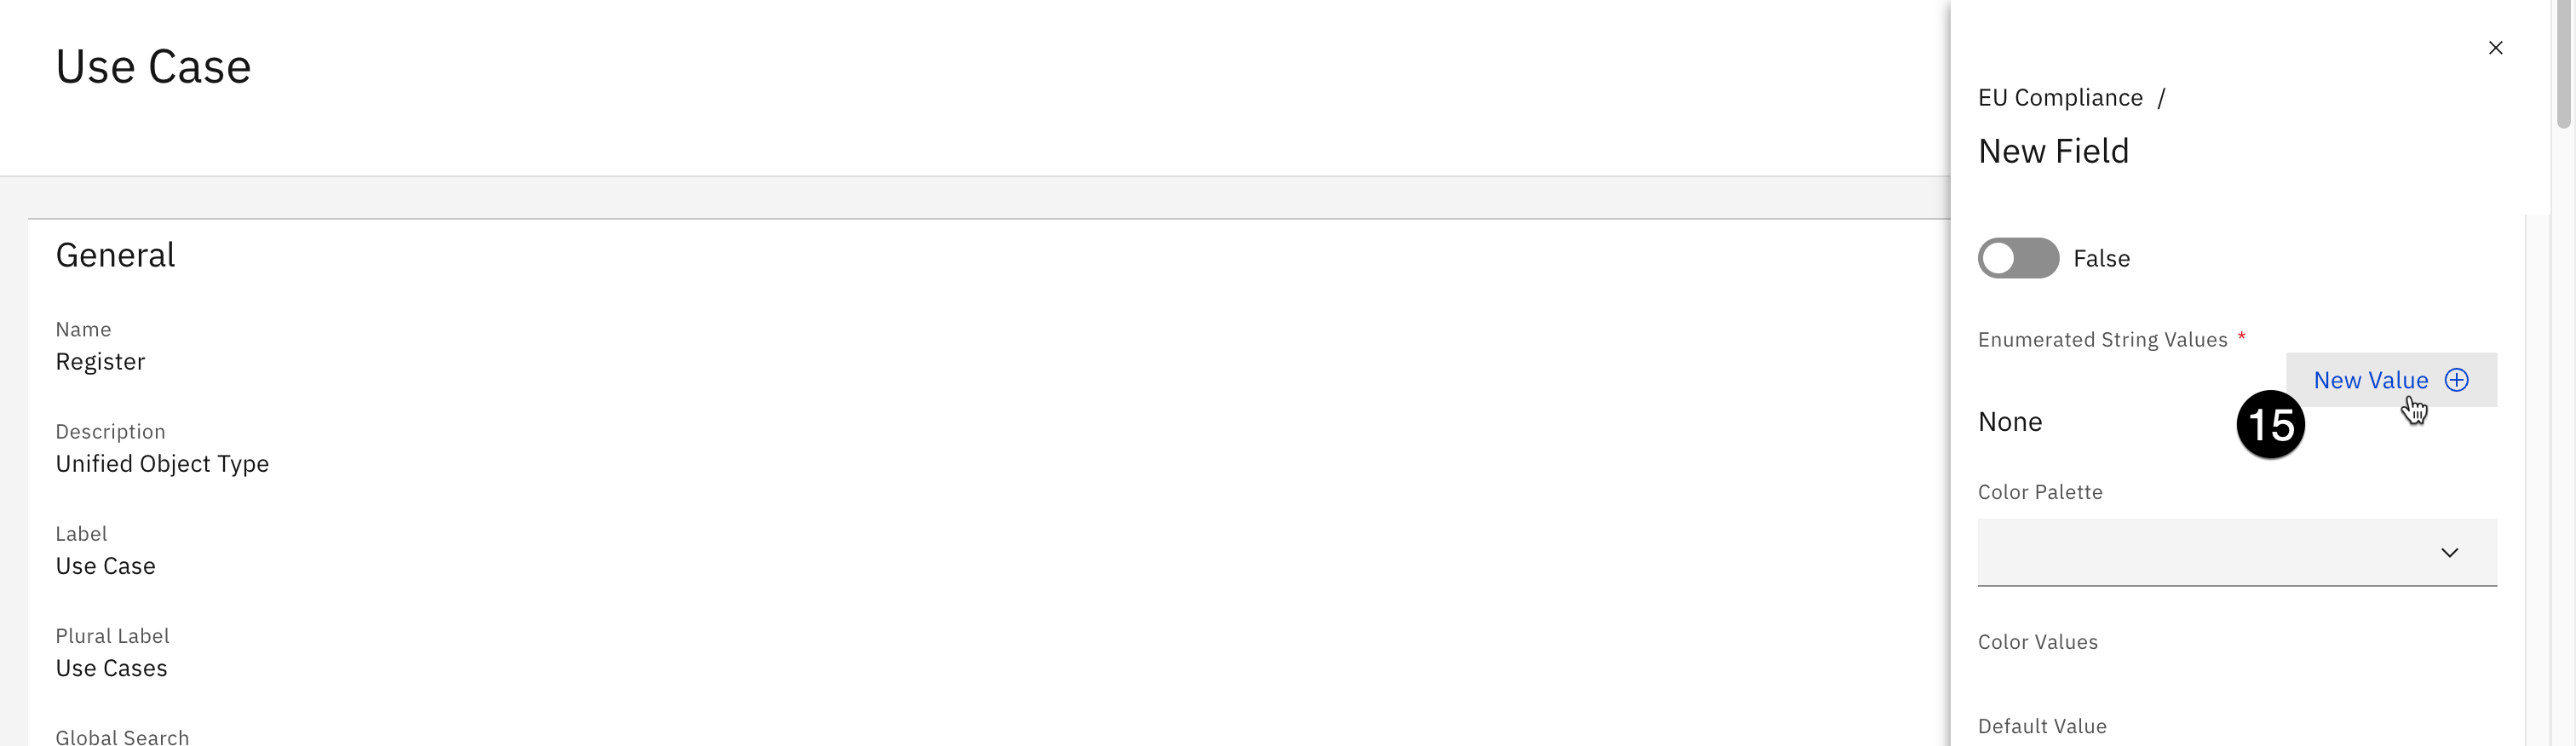 Use Case
General
Name
Register
Description
Unified Object Type
Label
Use Case
Plural Label
Use Cases
Global Search
EU Compliance /
New Field
False
Enumerated String Values *
New Value
None
15
Color Palette
Color Values
Default Value